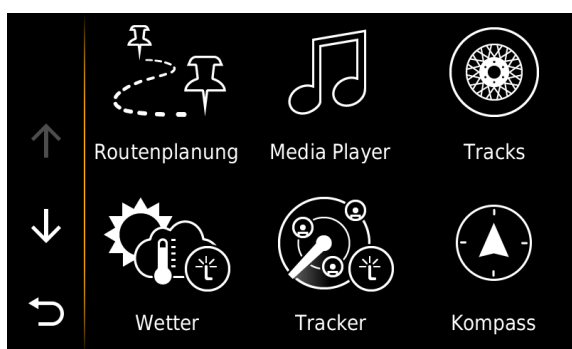 Routenplanung
Media Player
Tracks
Wetter
Tracker
Kompass